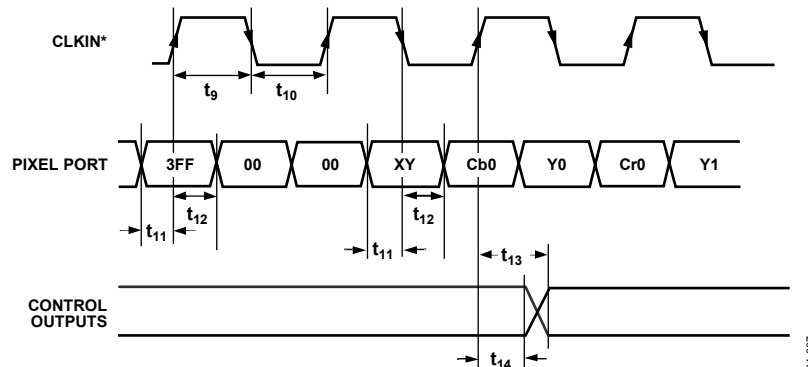 CLKIN*
t9 t10
PIXEL PORT 3FF 00 00 XY Cb0 Y0 Cr0 Y1
t12 t12
t11 t11
t13
CONTROL
OUTPUTS
t14